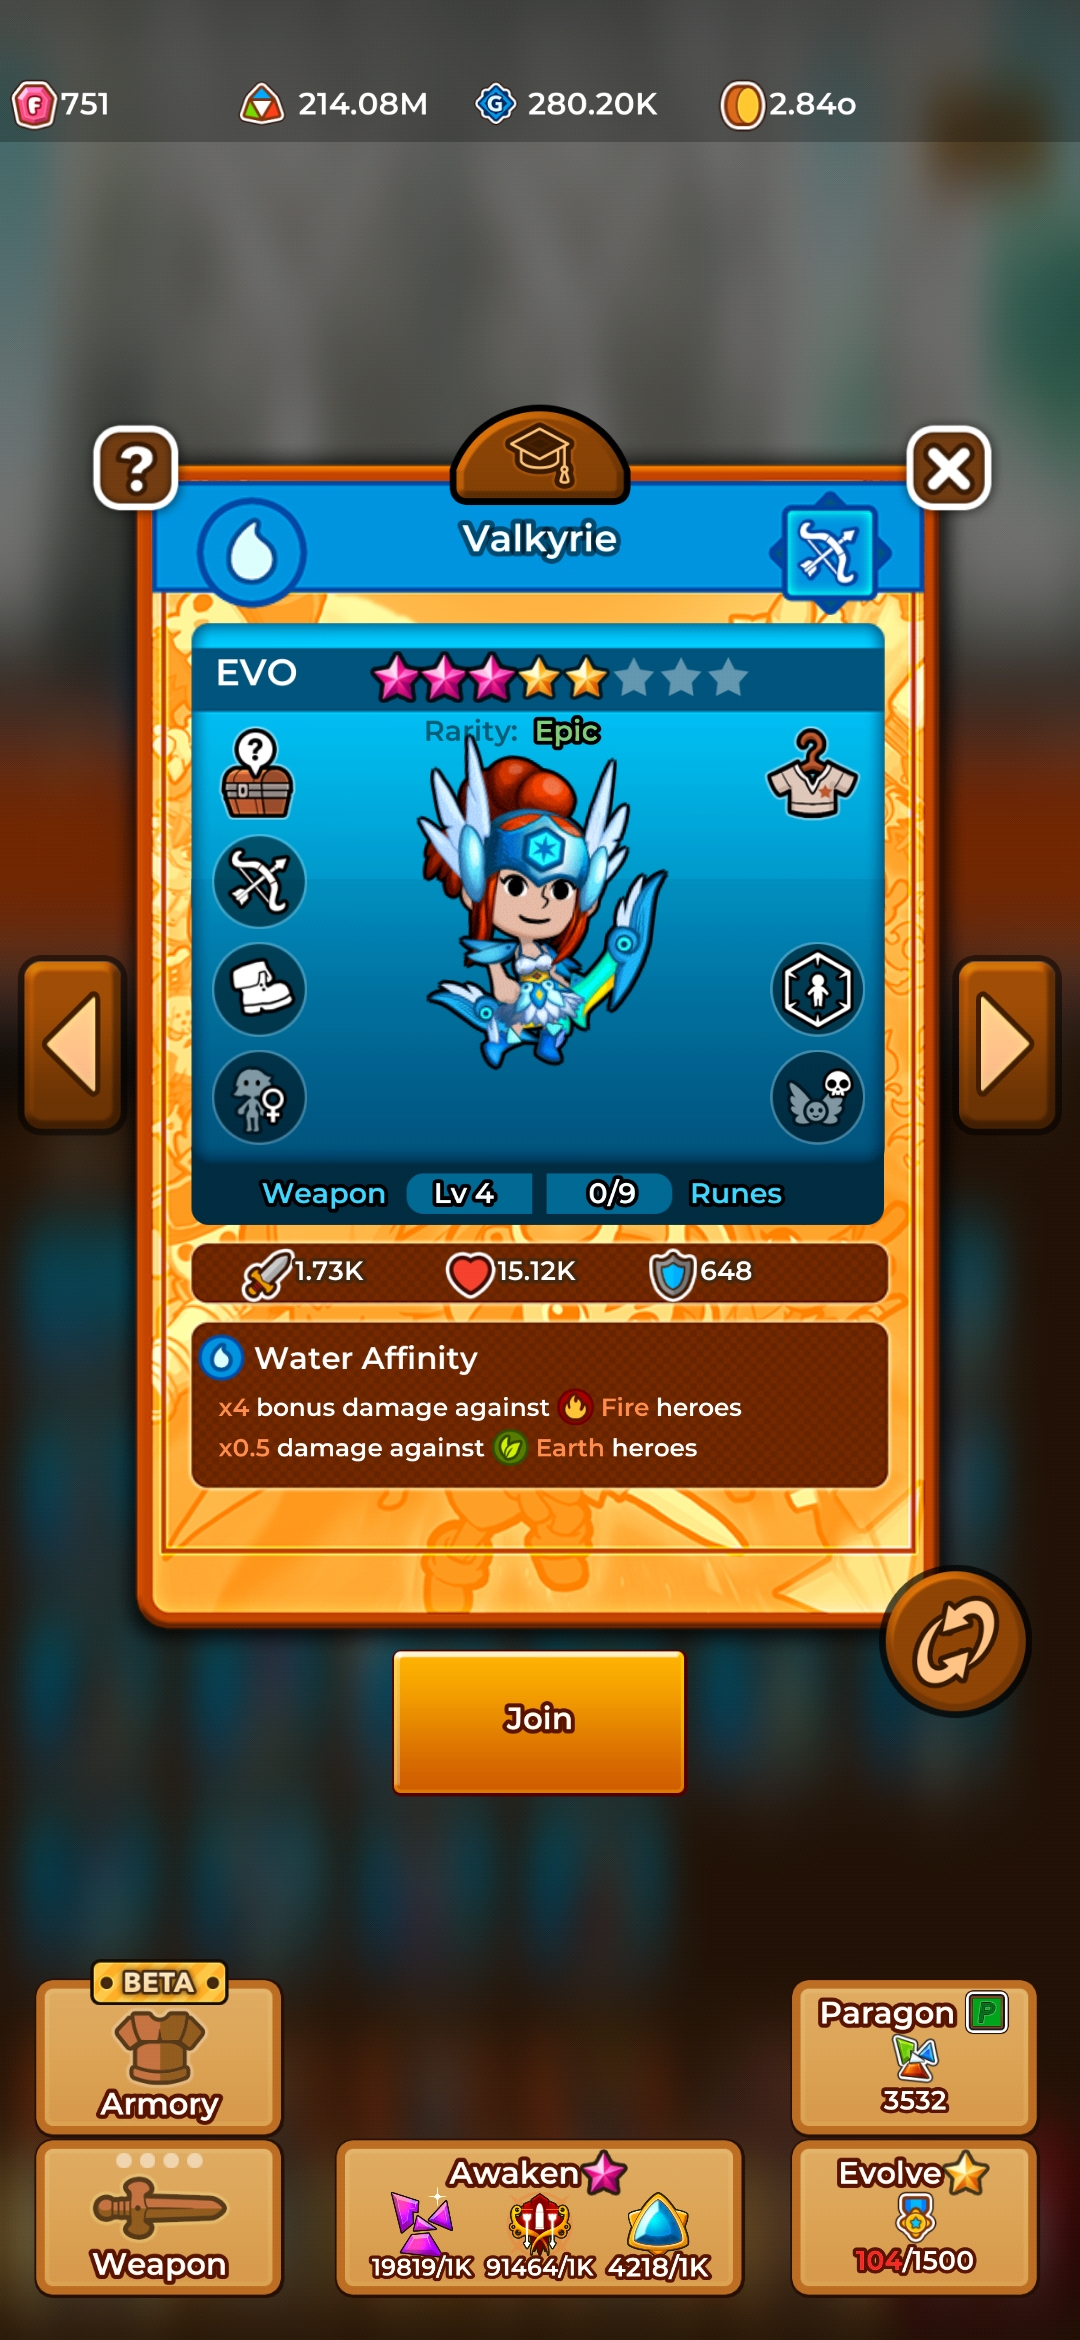 F 751 214.08M G 280.20K 2.84o
?
Valkyrie
EVO
Rarity: Epic
?
Weapon Lv 4 0/9 Runes
1.73K 15.12K 648
Water Affinity
x4 bonus damage against Fire heroes
x0.5 damage against Earth heroes
Join
BETA
Armory
Paragon P
3532
Weapon
Awaken
19819/1K 91464/1K 4218/1K
Evolve
104/1500